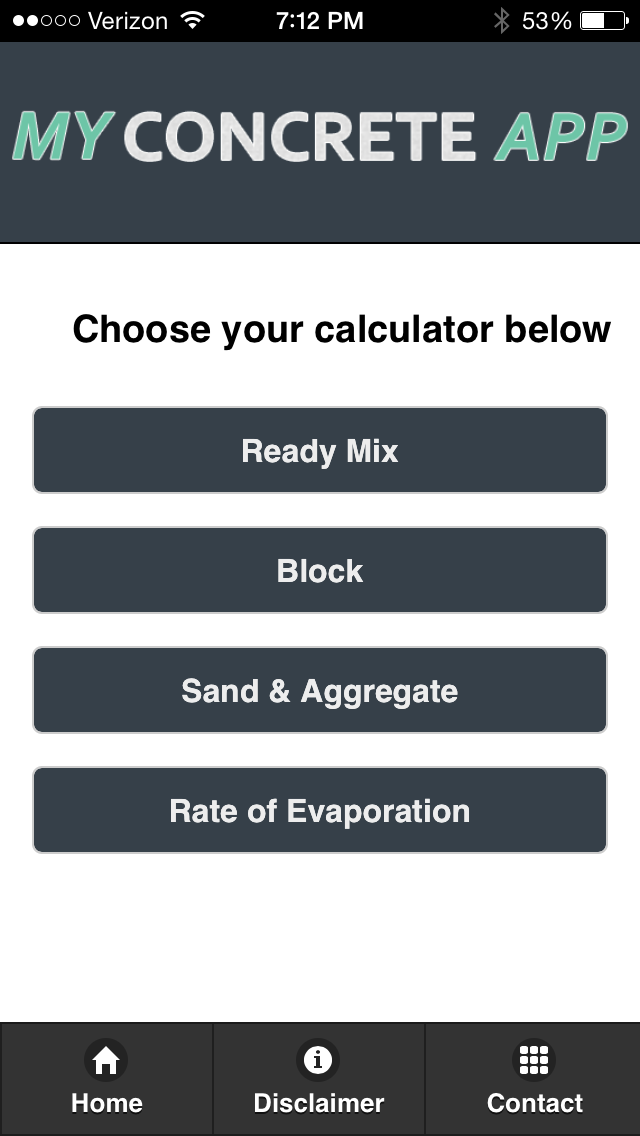 Verizon 7:12 PM 53%
MY CONCRETE APP
Choose your calculator below
Ready Mix
Block
Sand & Aggregate
Rate of Evaporation
Home Disclaimer Contact